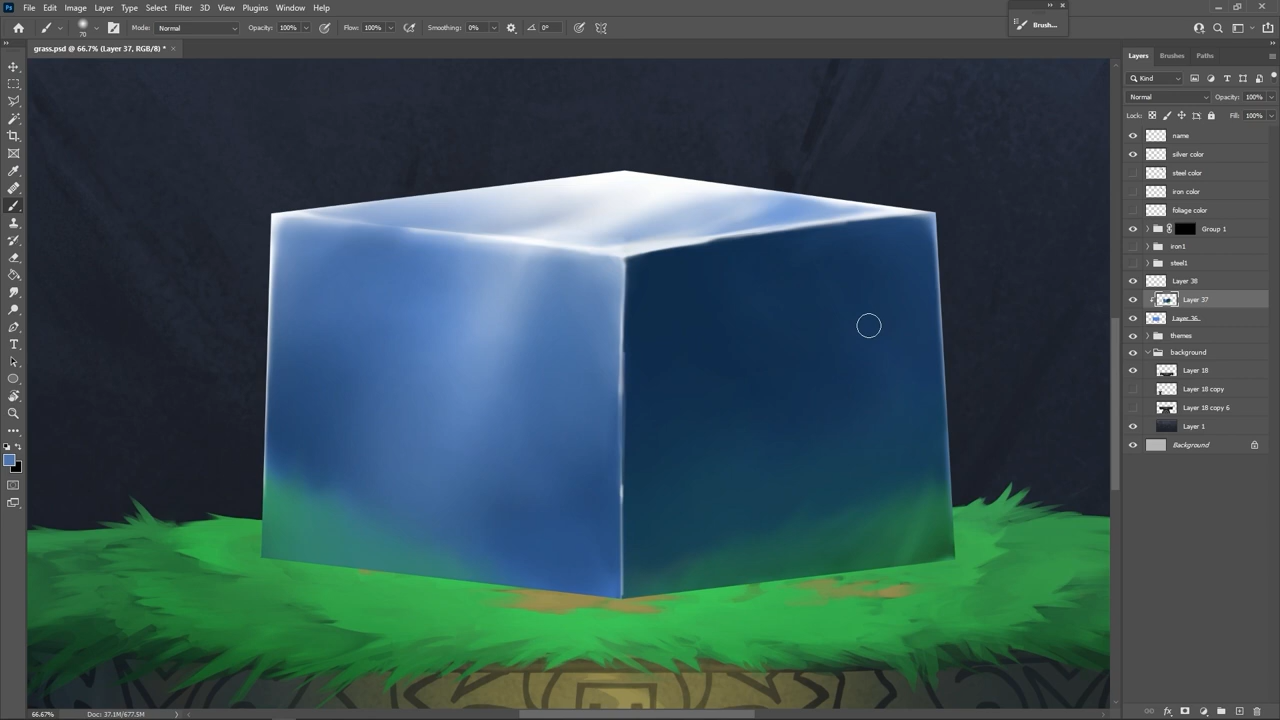 File Edit Image Layer Type Select Filter 3D View Plugins Window Help
Brush...
70 Mode: Normal Opacity: 100% Flow: 100% Smoothing: 0% 0°
grass.psd @ 66.7% (Layer 37, RGB/8) * ×
Layers Brushes Paths
Kind
Normal Opacity: 100%
Lock: Fill: 100%
name
silver color
steel color
iron color
foliage color
Group 1
iron1
steel1
Layer 38
Layer 37
Layer 36
themes
background
Layer 18
Layer 18 copy
Layer 18 copy 6
Layer 1
Background
66.67% Doc: 37.1M/677.5M